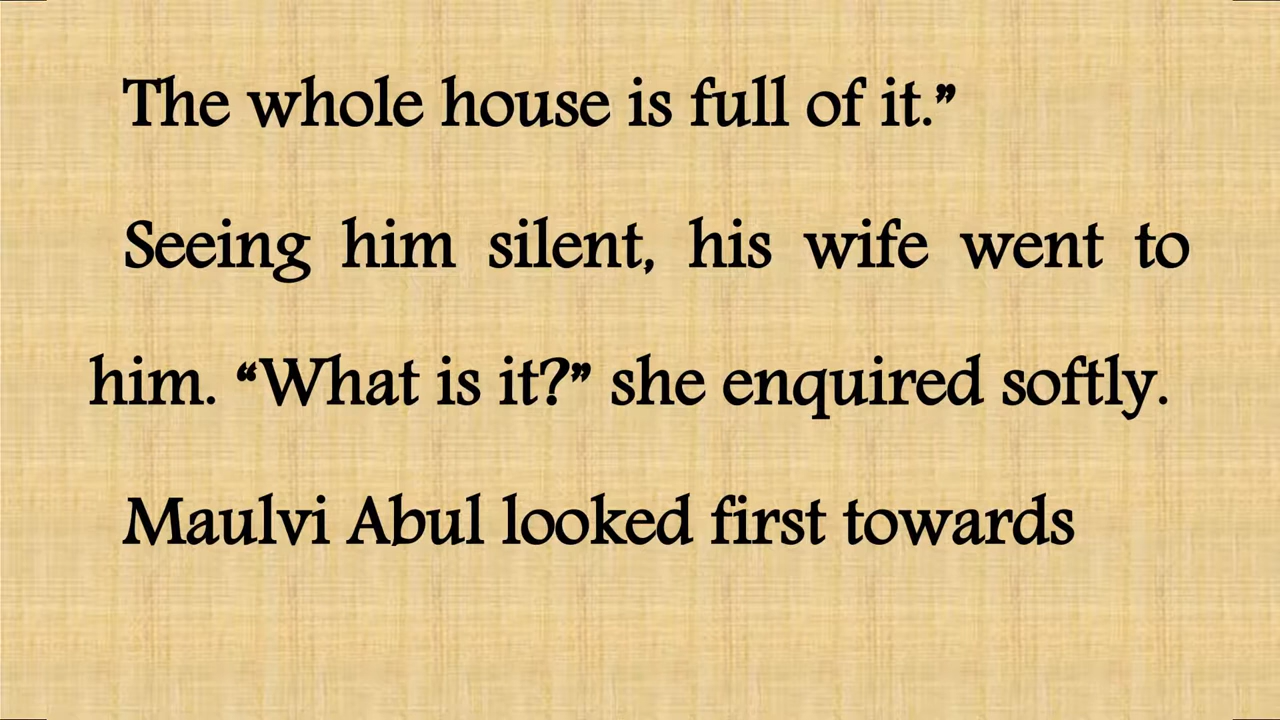 The whole house is full of it.”
Seeing him silent, his wife went to
him. “What is it?” she enquired softly.
Maulvi Abul looked first towards